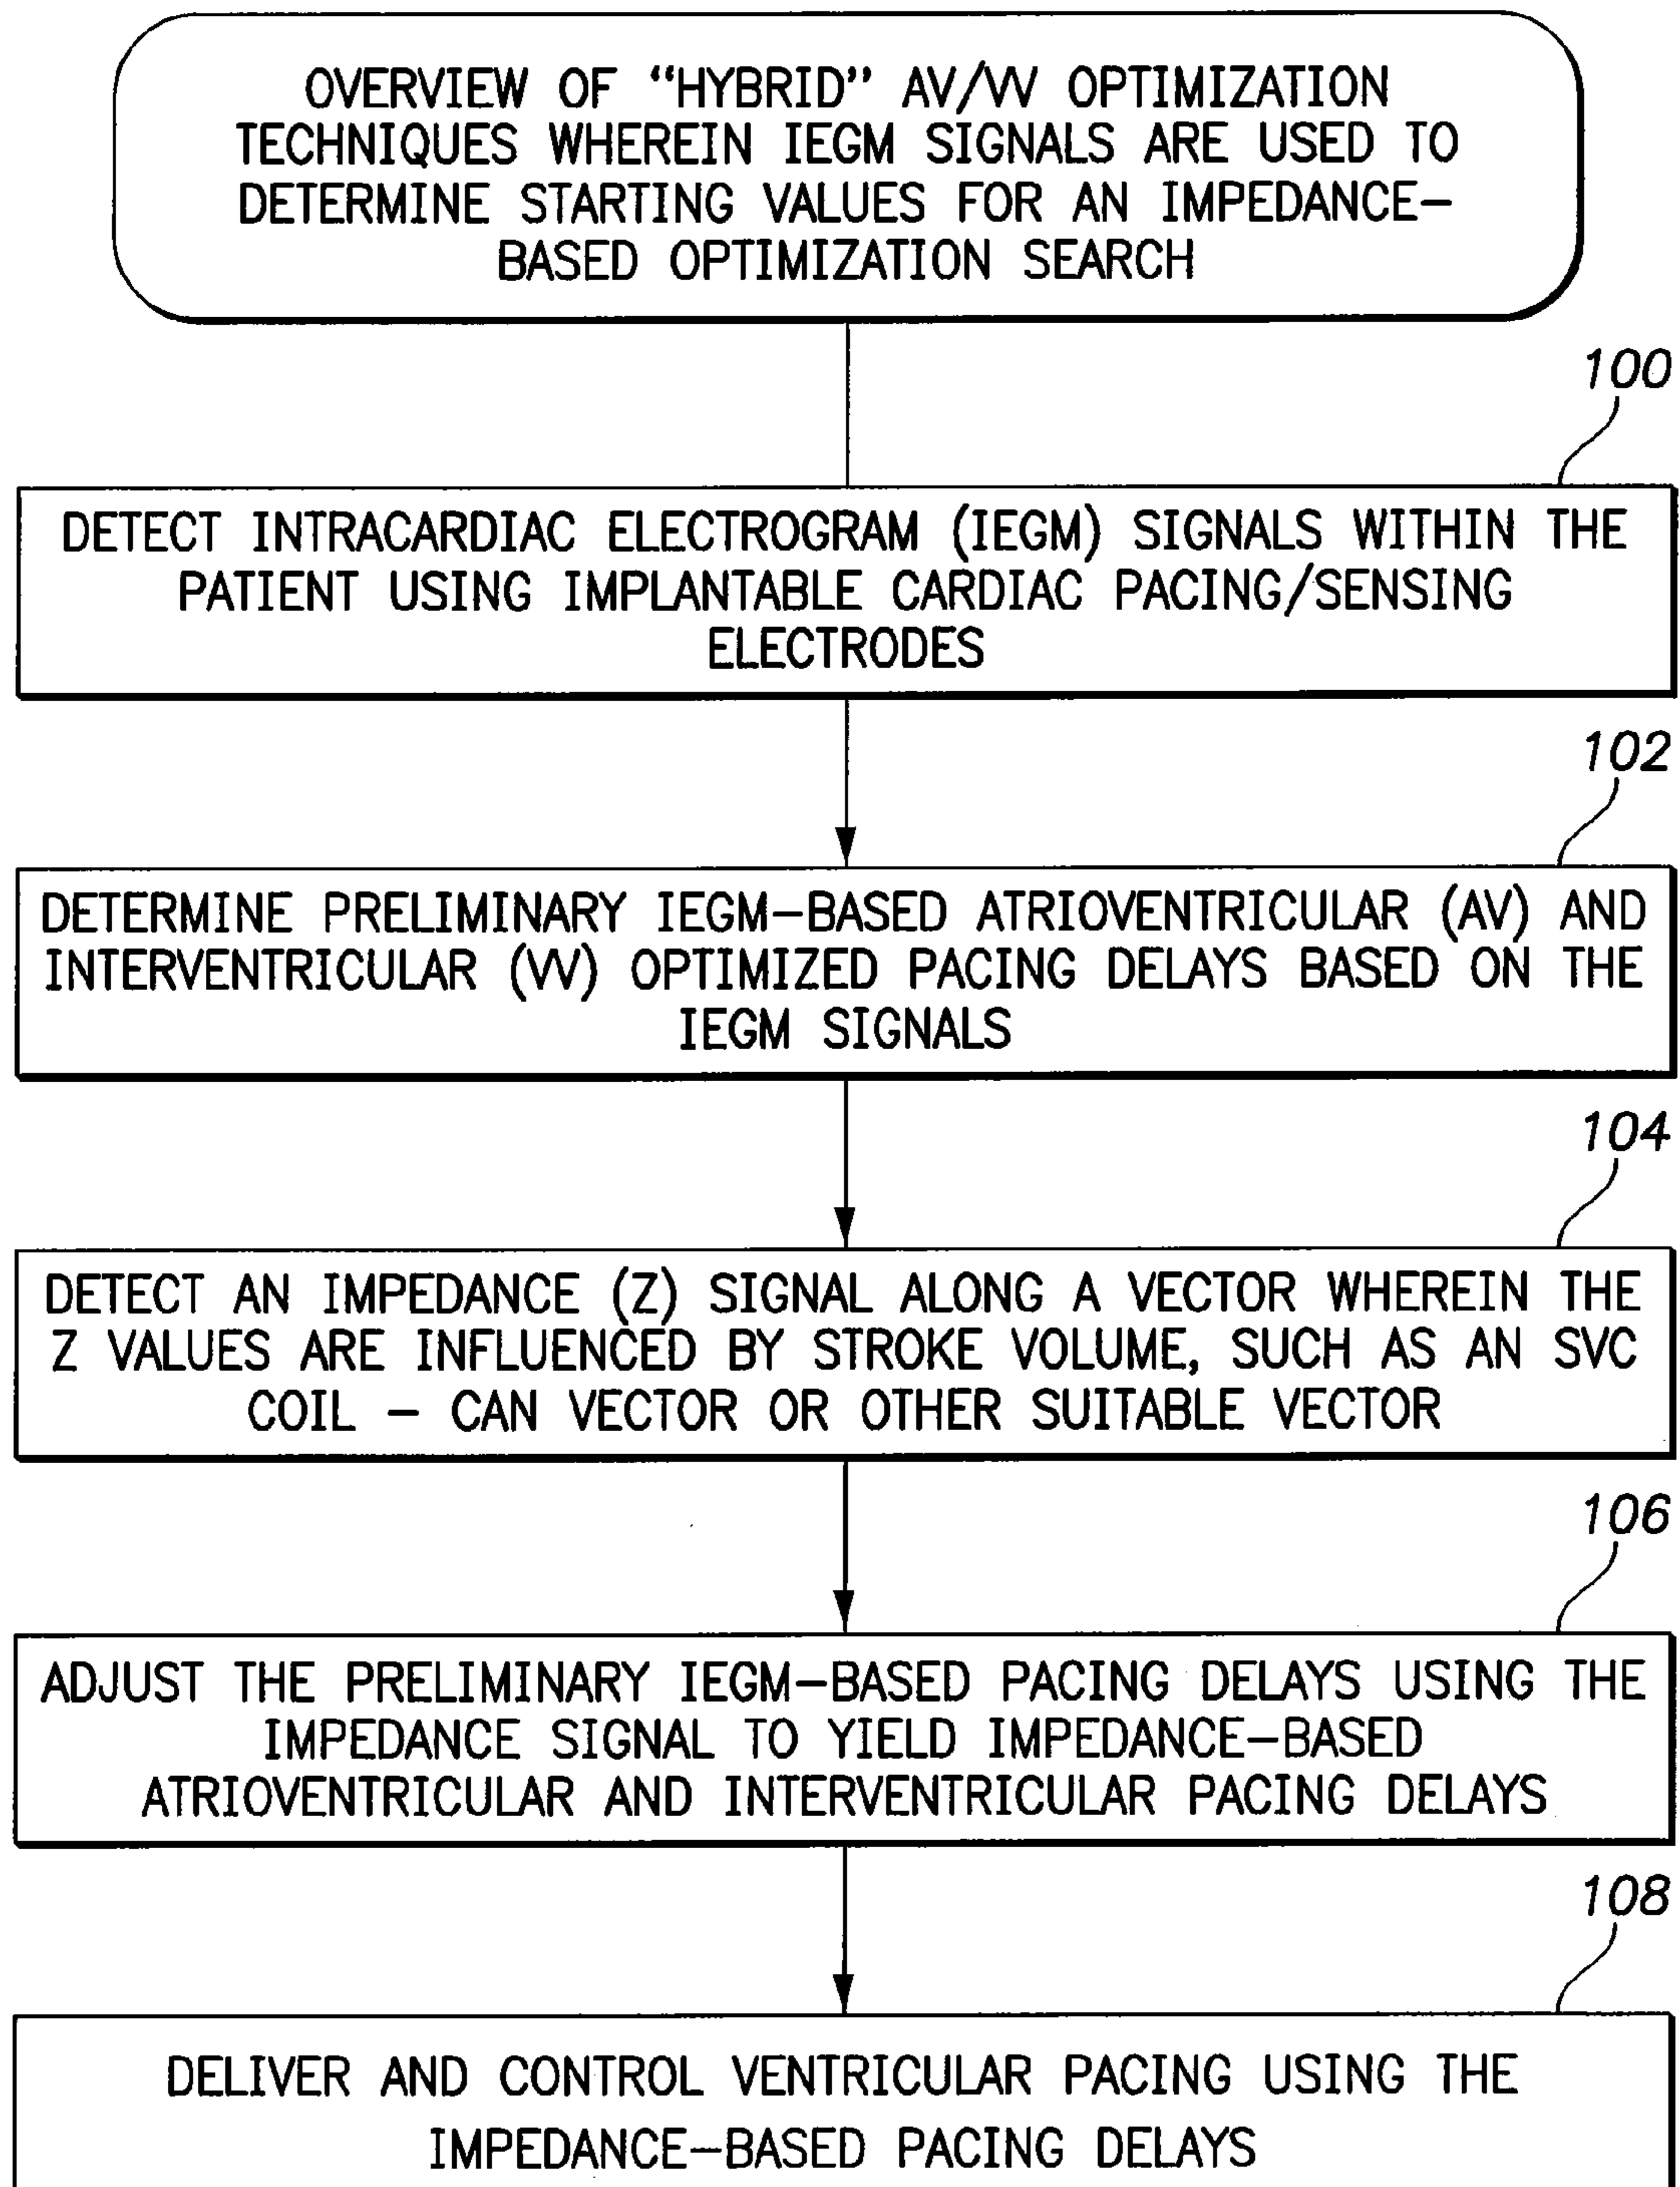 OVERVIEW OF “HYBRID” AV/VV OPTIMIZATION
TECHNIQUES WHEREIN IEGM SIGNALS ARE USED TO
DETERMINE STARTING VALUES FOR AN IMPEDANCE–
BASED OPTIMIZATION SEARCH
100
DETECT INTRACARDIAC ELECTROGRAM (IEGM) SIGNALS WITHIN THE
PATIENT USING IMPLANTABLE CARDIAC PACING/SENSING
ELECTRODES
102
DETERMINE PRELIMINARY IEGM–BASED ATRIOVENTRICULAR (AV) AND
INTERVENTRICULAR (VV) OPTIMIZED PACING DELAYS BASED ON THE
IEGM SIGNALS
104
DETECT AN IMPEDANCE (Z) SIGNAL ALONG A VECTOR WHEREIN THE
Z VALUES ARE INFLUENCED BY STROKE VOLUME, SUCH AS AN SVC
COIL – CAN VECTOR OR OTHER SUITABLE VECTOR
106
ADJUST THE PRELIMINARY IEGM–BASED PACING DELAYS USING THE
IMPEDANCE SIGNAL TO YIELD IMPEDANCE–BASED
ATRIOVENTRICULAR AND INTERVENTRICULAR PACING DELAYS
108
DELIVER AND CONTROL VENTRICULAR PACING USING THE
IMPEDANCE–BASED PACING DELAYS